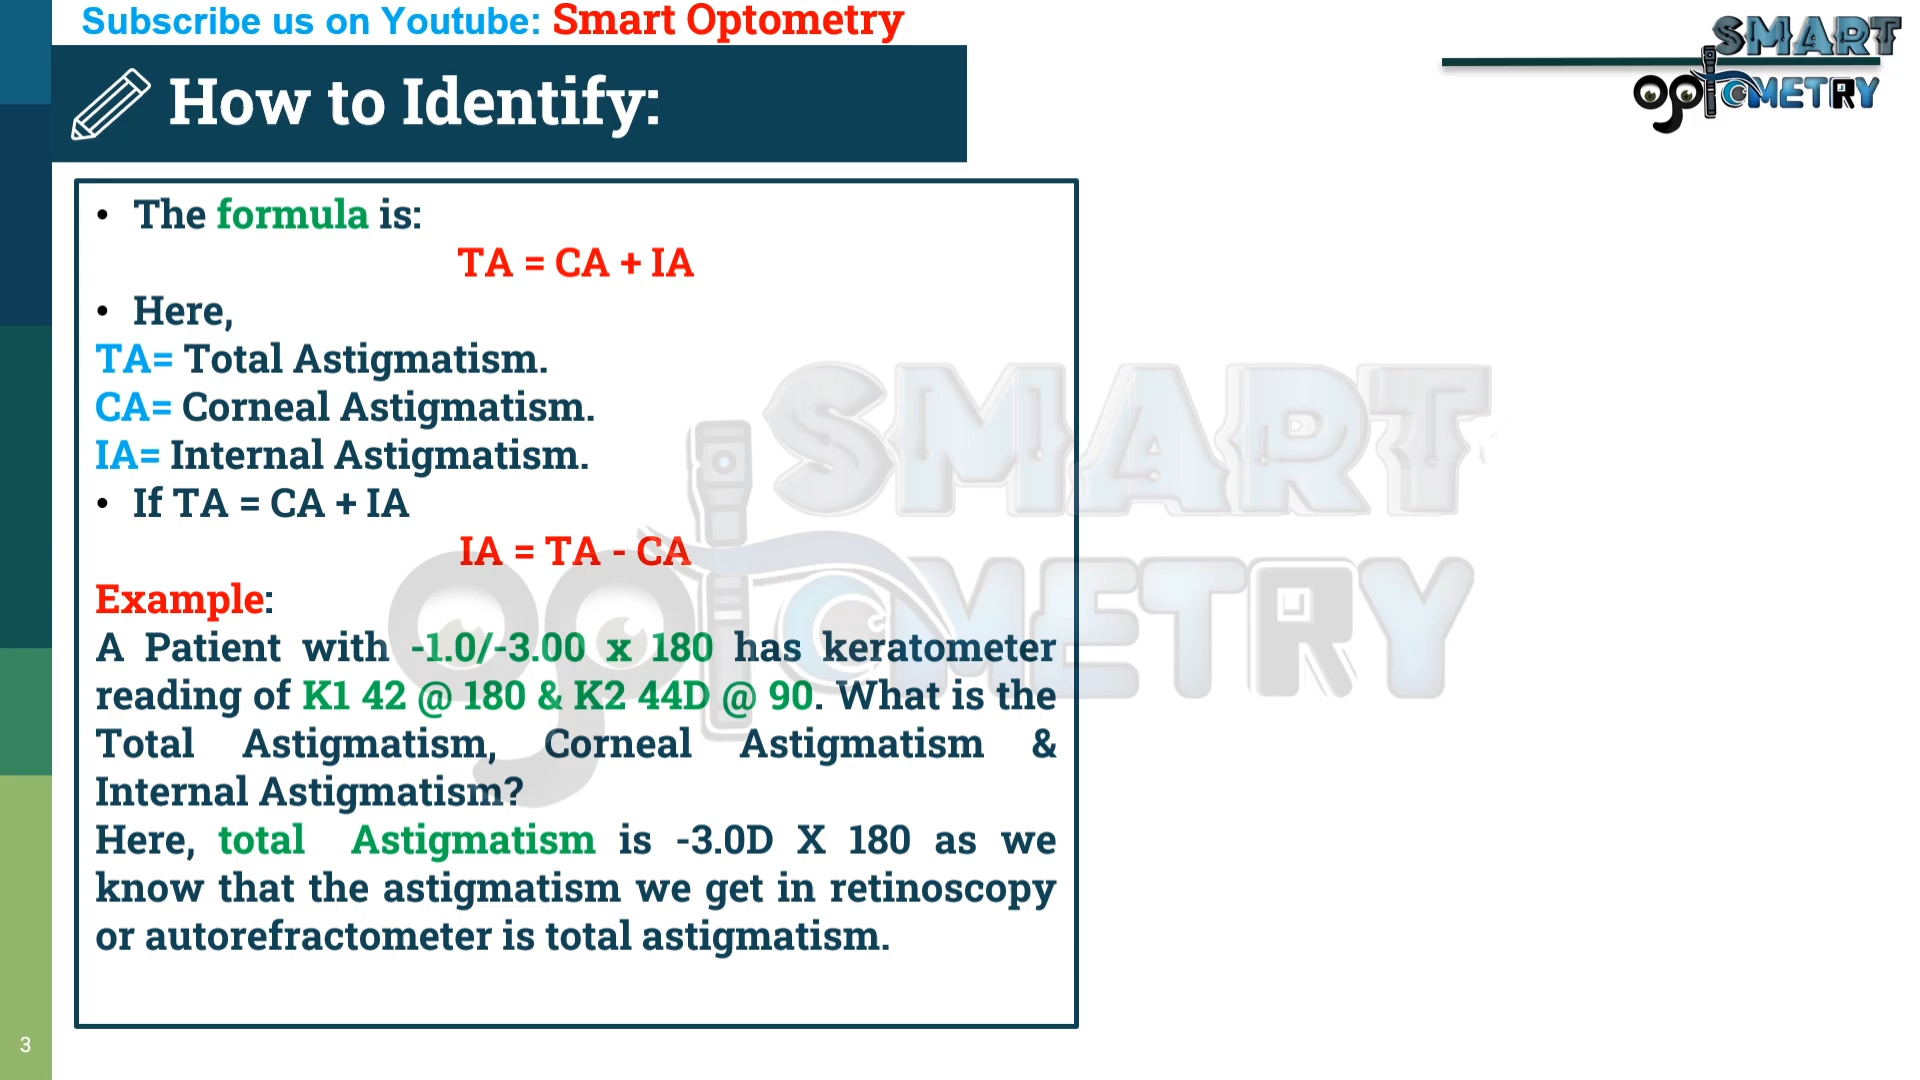 Subscribe us on Youtube: Smart Optometry
SMART
optOMETRY
How to Identify:
• The formula is:
TA = CA + IA
• Here,
TA= Total Astigmatism.
CA= Corneal Astigmatism.
IA= Internal Astigmatism.
• If TA = CA + IA
IA = TA - CA
Example:
A Patient with -1.0/-3.00 x 180 has keratometer
reading of K1 42 @ 180 & K2 44D @ 90. What is the
Total Astigmatism, Corneal Astigmatism &
Internal Astigmatism?
Here, total Astigmatism is -3.0D X 180 as we
know that the astigmatism we get in retinoscopy
or autorefractometer is total astigmatism.
SMART
optOMETRY
3